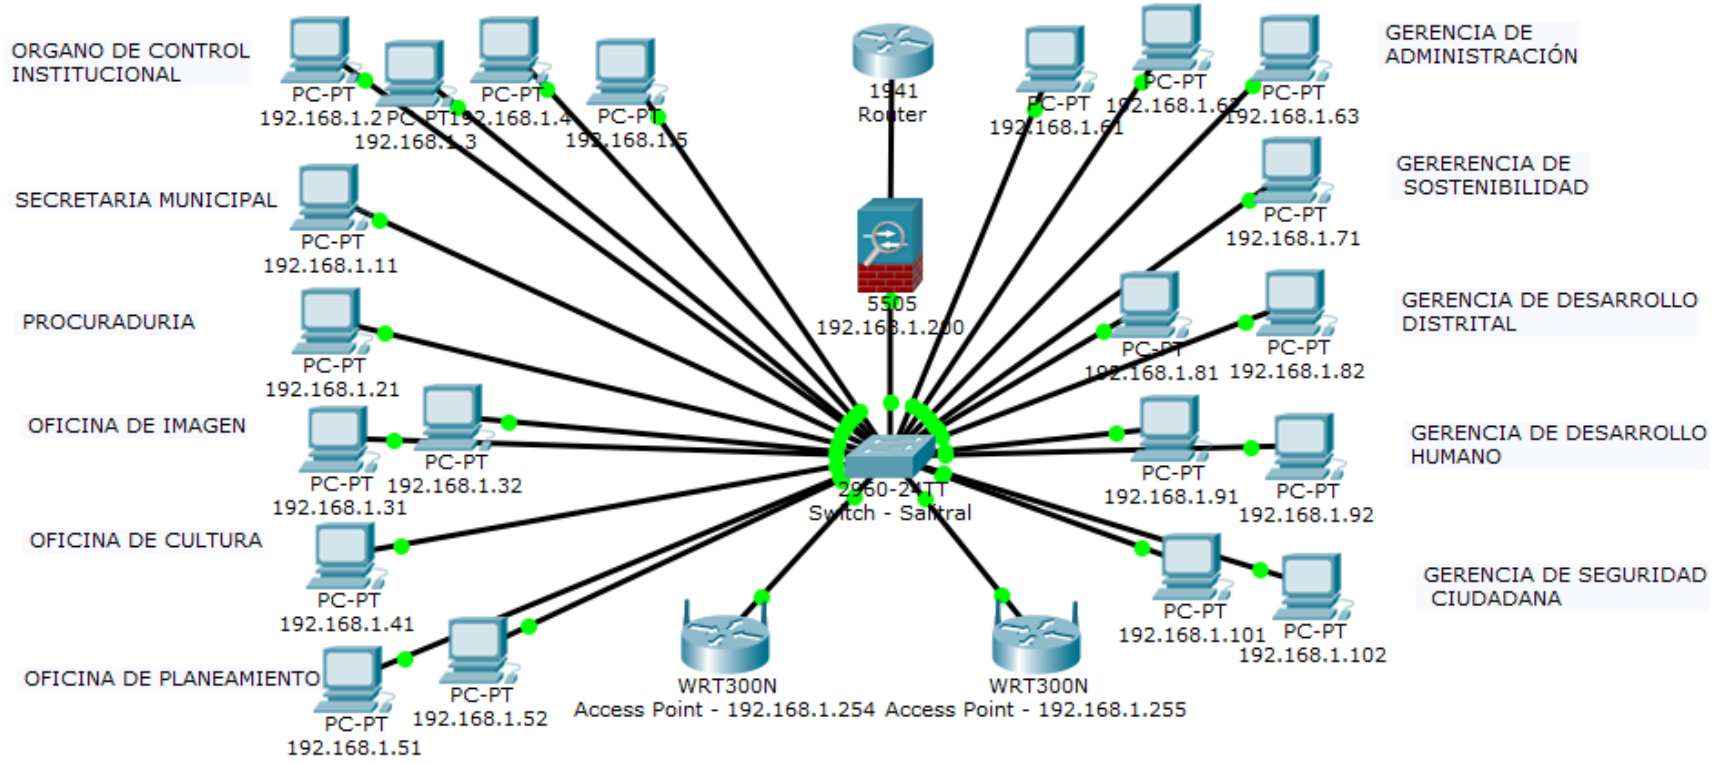 ORGANO DE CONTROL
INSTITUCIONAL
PC-PT
192.168.1.2
PC-PT
192.168.1.3
PC-PT
192.168.1.4
PC-PT
192.168.1.5
1941
Router
PC-PT
192.168.1.61
PC-PT
192.168.1.62
PC-PT
192.168.1.63
GERENCIA DE
ADMINISTRACIÓN
SECRETARIA MUNICIPAL
PC-PT
192.168.1.11
5505
192.168.1.200
PC-PT
192.168.1.71
GERERENCIA DE
SOSTENIBILIDAD
PROCURADURIA
PC-PT
192.168.1.21
PC-PT
192.168.1.81
PC-PT
192.168.1.82
GERENCIA DE DESARROLLO
DISTRITAL
OFICINA DE IMAGEN
PC-PT
192.168.1.31
PC-PT
192.168.1.32
2960-24TT
Switch - Salitral
PC-PT
192.168.1.91
PC-PT
192.168.1.92
GERENCIA DE DESARROLLO
HUMANO
OFICINA DE CULTURA
PC-PT
192.168.1.41
PC-PT
192.168.1.101
PC-PT
192.168.1.102
GERENCIA DE SEGURIDAD
CIUDADANA
OFICINA DE PLANEAMIENTO
PC-PT
192.168.1.51
PC-PT
192.168.1.52
WRT300N
Access Point - 192.168.1.254
WRT300N
Access Point - 192.168.1.255